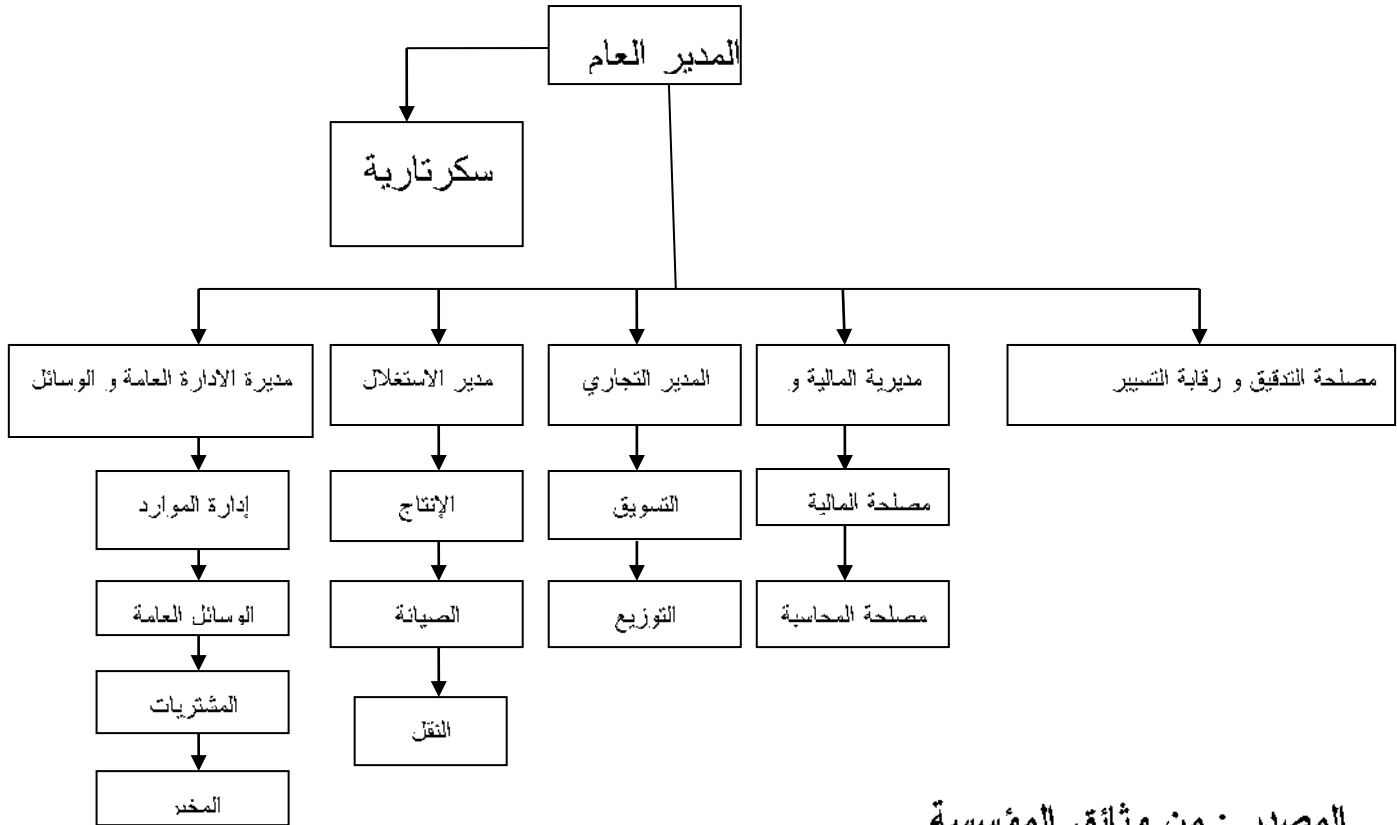 المدير العام
سكرتارية
مصلحة التدقيق و رقابة التسيير
مديرية المالية و
المدير التجاري
مدير الاستغلال
مديرة الادارة العامة و الوسائل
مصلحة المالية
التسويق
الإنتاج
إدارة الموارد
مصلحة المحاسبة
التوزيع
الصيانة
الوسائل العامة
النقل
المشتريات
المخبر
المصدر : من وثائق المؤسسة